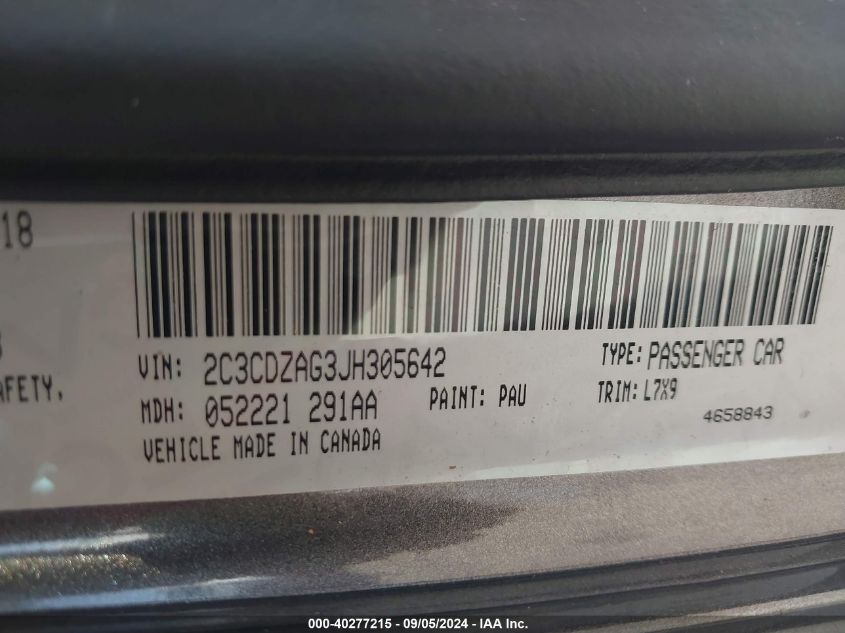 18
VIN: 2C3CDZAG3JH305642 TYPE: PASSENGER CAR
AFETY.
MDH: 052221 291AA PAINT: PAU TRIM: L7X9
4658843
VEHICLE MADE IN CANADA
000-40277215 - 09/05/2024 - IAA Inc.